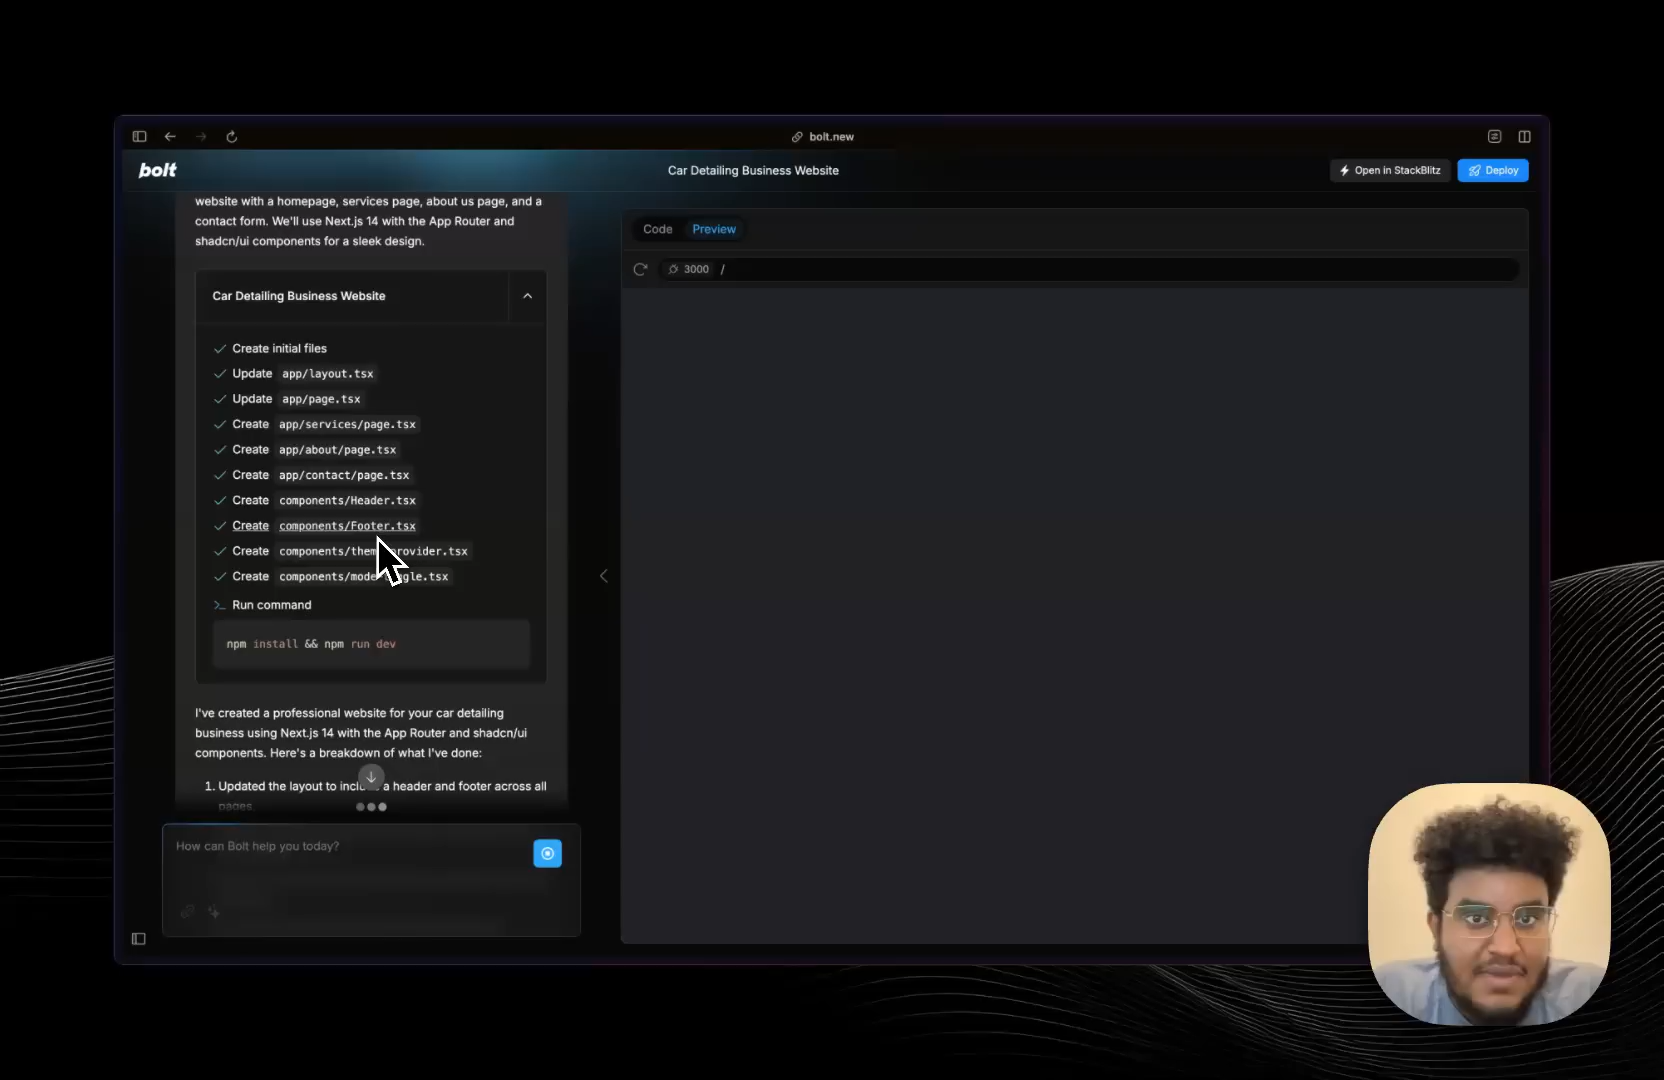 bolt.new
bolt
Car Detailing Business Website
Open in StackBlitz
Deploy
website with a homepage, services page, about us page, and a
contact form. We'll use Next.js 14 with the App Router and
shadcn/ui components for a sleek design.
Car Detailing Business Website
Create initial files
Update app/layout.tsx
Update app/page.tsx
Create app/services/page.tsx
Create app/about/page.tsx
Create app/contact/page.tsx
Create components/Header.tsx
Create components/Footer.tsx
Create components/them provider.tsx
Create components/mode gle.tsx
>_ Run command
npm install && npm run dev
I've created a professional website for your car detailing
business using Next.js 14 with the App Router and shadcn/ui
components. Here's a breakdown of what I've done:
1. Updated the layout to inclu a header and footer across all
pages.
How can Bolt help you today?
Code
Preview
3000 /